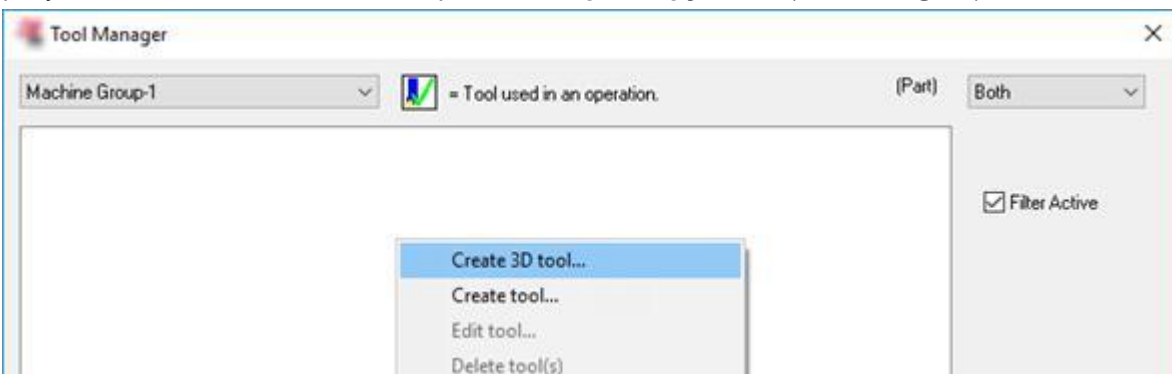 Tool Manager
Machine Group-1
= Tool used in an operation.
(Part)
Both
Filter Active
Create 3D tool...
Create tool...
Edit tool...
Delete tool(s)